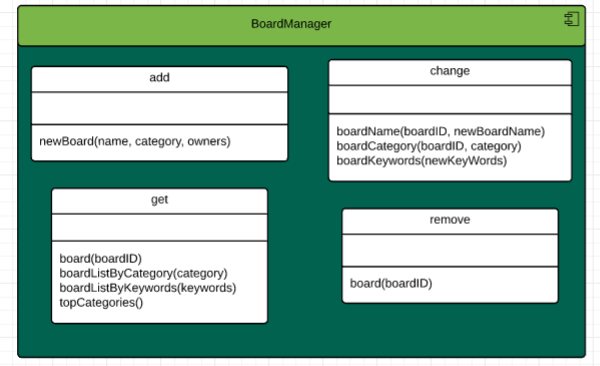 BoardManager
add
newBoard(name, category, owners)
change
boardName(boardID, newBoardName)
boardCategory(boardID, category)
boardKeywords(newKeyWords)
get
board(boardID)
boardListByCategory(category)
boardListByKeywords(keywords)
topCategories()
remove
board(boardID)